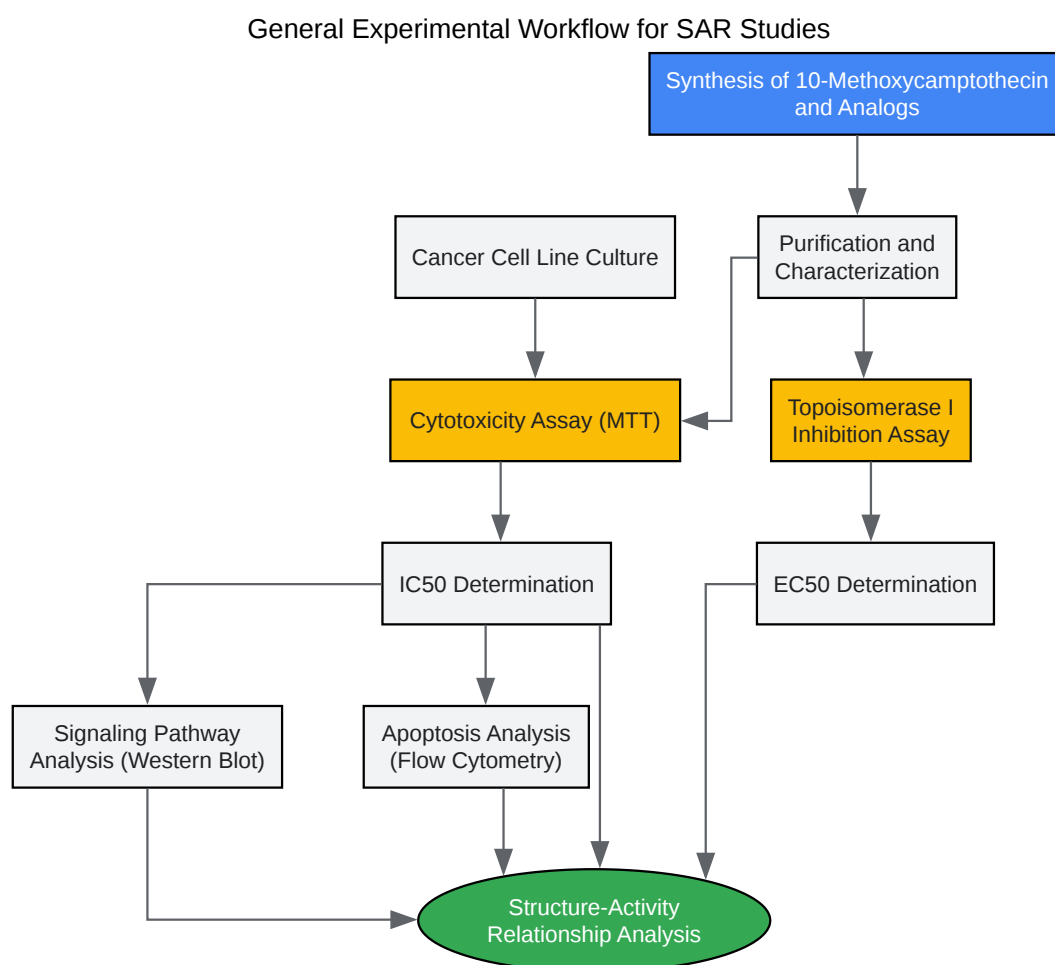 General Experimental Workflow for SAR Studies
Synthesis of 10-Methoxycamptothecin
and Analogs
Cancer Cell Line Culture
Purification and
Characterization
Cytotoxicity Assay (MTT)
Topoisomerase I
Inhibition Assay
IC50 Determination
EC50 Determination
Signaling Pathway
Analysis (Western Blot)
Apoptosis Analysis
(Flow Cytometry)
Structure-Activity
Relationship Analysis